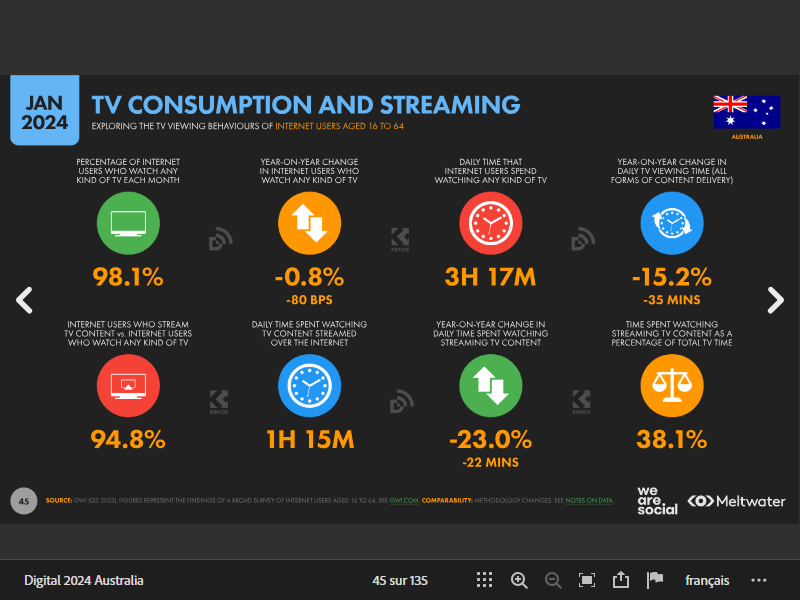 JAN
2024
TV CONSUMPTION AND STREAMING
EXPLORING THE TV VIEWING BEHAVIOURS OF INTERNET USERS AGED 16 TO 64
AUSTRALIA
PERCENTAGE OF INTERNET
USERS WHO WATCH ANY
KIND OF TV EACH MONTH
98.1%
YEAR-ON-YEAR CHANGE
IN INTERNET USERS WHO
WATCH ANY KIND OF TV
-0.8%
-80 BPS
DAILY TIME THAT
INTERNET USERS SPEND
WATCHING ANY KIND OF TV
3H 17M
YEAR-ON-YEAR CHANGE IN
DAILY TV VIEWING TIME (ALL
FORMS OF CONTENT DELIVERY)
-15.2%
-35 MINS
KEPIOS
INTERNET USERS WHO STREAM
TV CONTENT vs. INTERNET USERS
WHO WATCH ANY KIND OF TV
94.8%
DAILY TIME SPENT WATCHING
TV CONTENT STREAMED
OVER THE INTERNET
1H 15M
YEAR-ON-YEAR CHANGE IN
DAILY TIME SPENT WATCHING
STREAMING TV CONTENT
-23.0%
-22 MINS
TIME SPENT WATCHING
STREAMING TV CONTENT AS A
PERCENTAGE OF TOTAL TV TIME
38.1%
KEPIOS
KEPIOS
45
SOURCE: GWI (Q3 2023). FIGURES REPRESENT THE FINDINGS OF A BROAD SURVEY OF INTERNET USERS AGED 16 TO 64. SEE GWI.COM. COMPARABILITY: METHODOLOGY CHANGES. SEE NOTES ON DATA.
we
are.
social
Meltwater
Digital 2024 Australia
45 sur 135
français